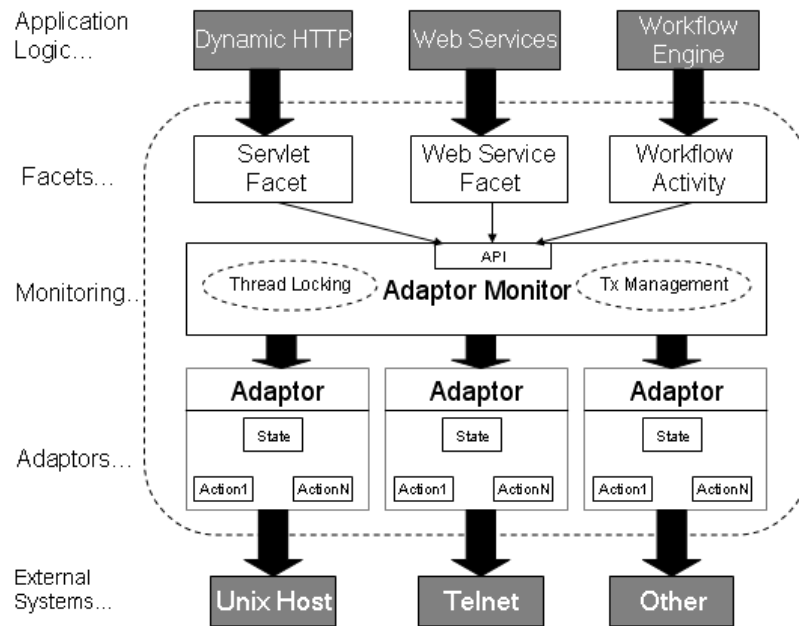 Application
Logic...
Dynamic HTTP
Web Services
Workflow
Engine
Facets...
Servlet
Facet
Web Service
Facet
Workflow
Activity
Monitoring...
API
Thread Locking
Adaptor Monitor
Tx Management
Adaptors...
Adaptor
State
Action1
ActionN
Adaptor
State
Action1
ActionN
Adaptor
State
Action1
ActionN
External
Systems...
Unix Host
Telnet
Other